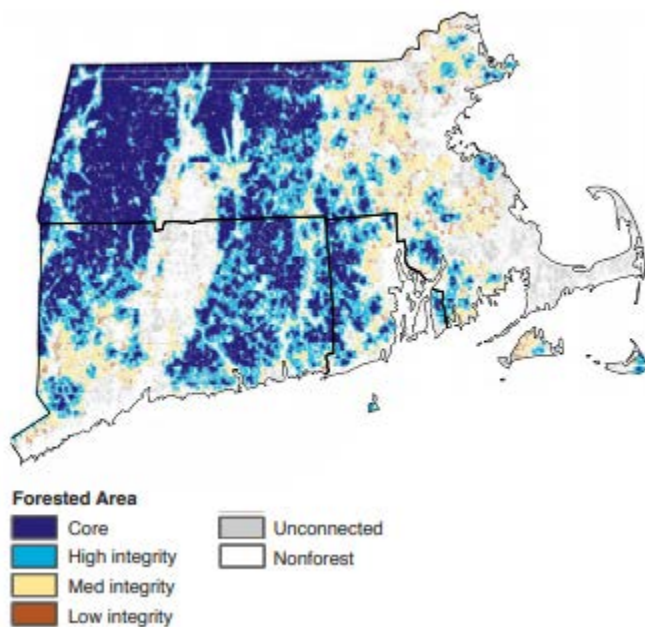 Forested Area
Core
High integrity
Med integrity
Low integrity
Unconnected
Nonforest